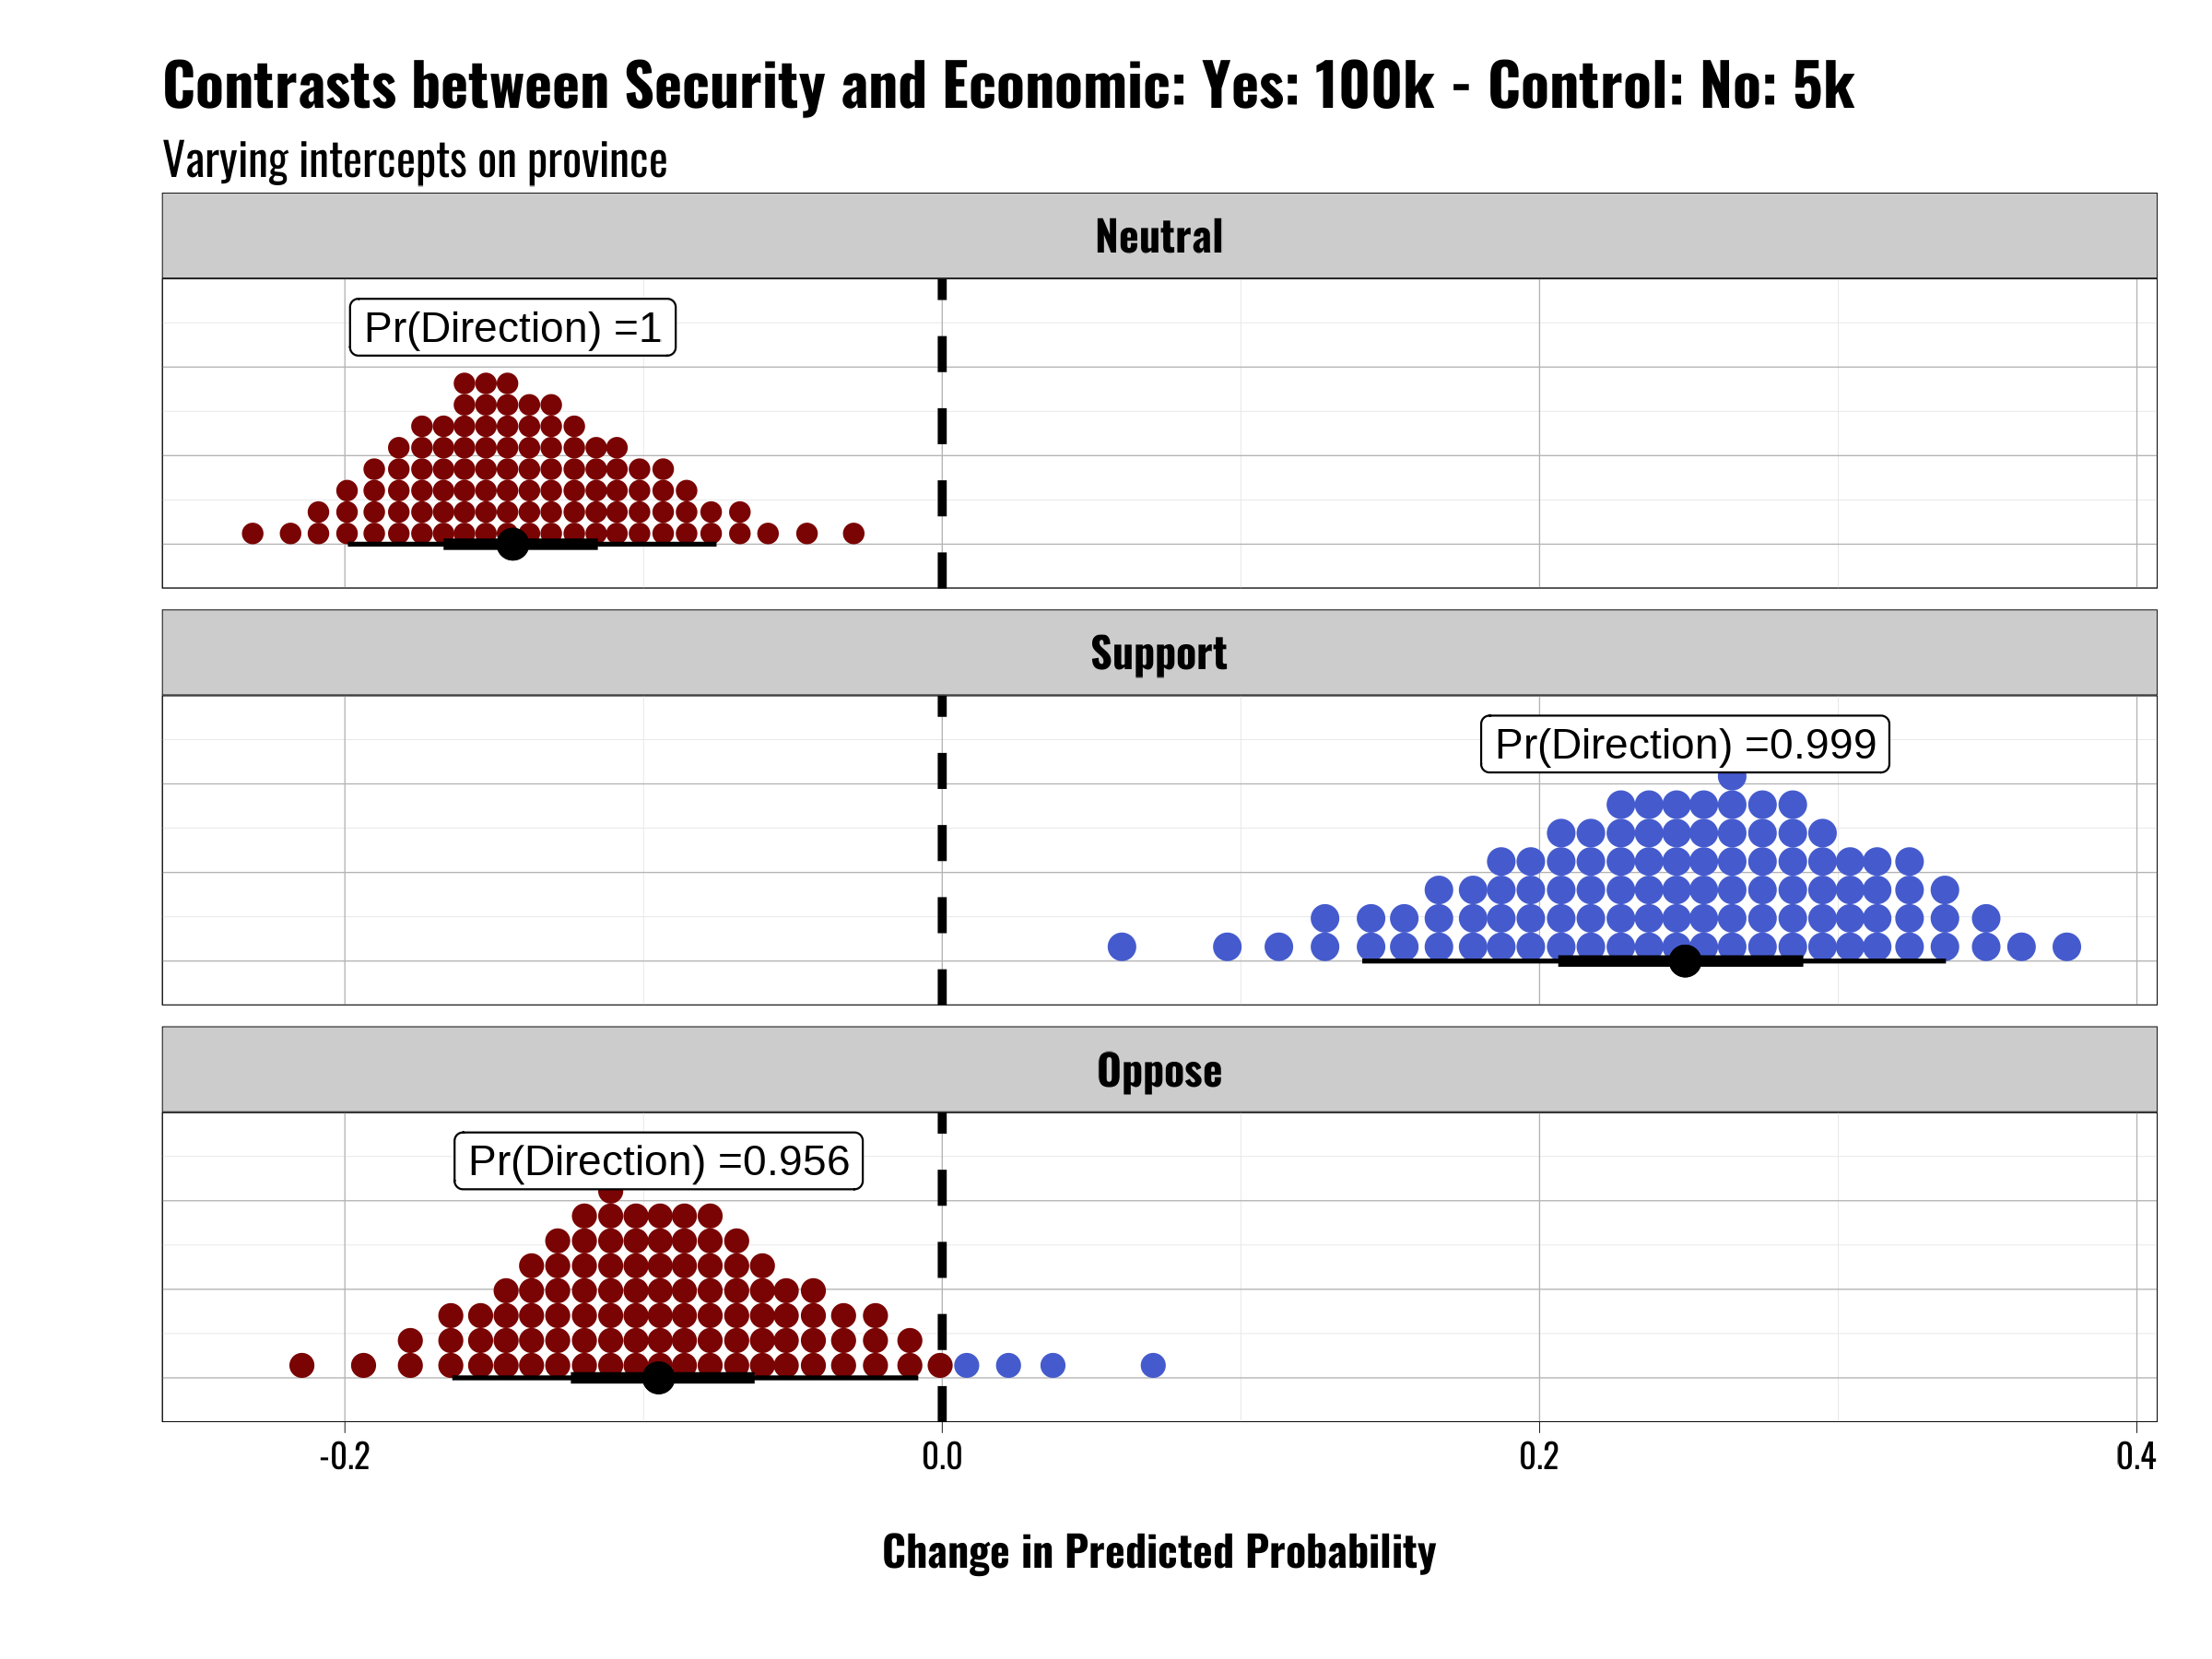 Contrasts between Security and Economic: Yes: 100k - Control: No: 5k
Varying intercepts on province
Neutral
Pr(Direction) =1
Support
Pr(Direction) =0.999
Oppose
Pr(Direction) =0.956
-0.2 0.0 0.2 0.4
Change in Predicted Probability